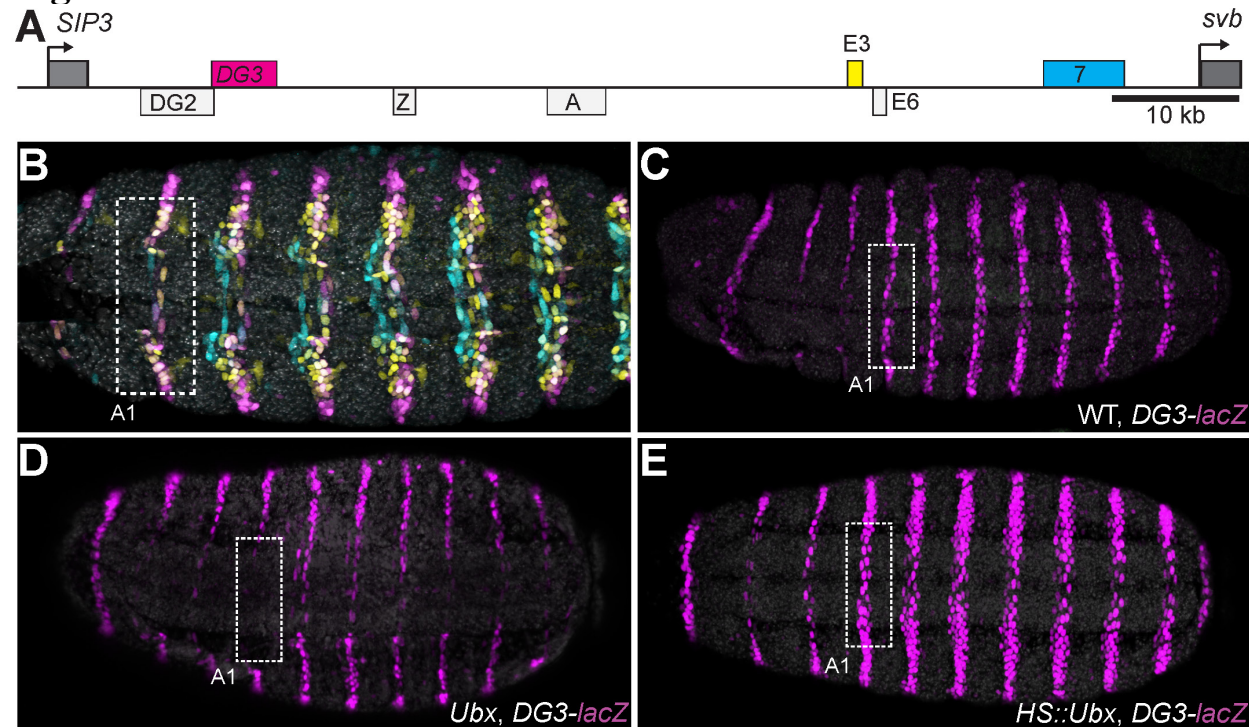 A SIP3 svb
E3
DG3 7
DG2 Z A E6
10 kb
B C
A1 A1
WT, DG3-lacZ
D E
A1 A1
Ubx, DG3-lacZ HS::Ubx, DG3-lacZ